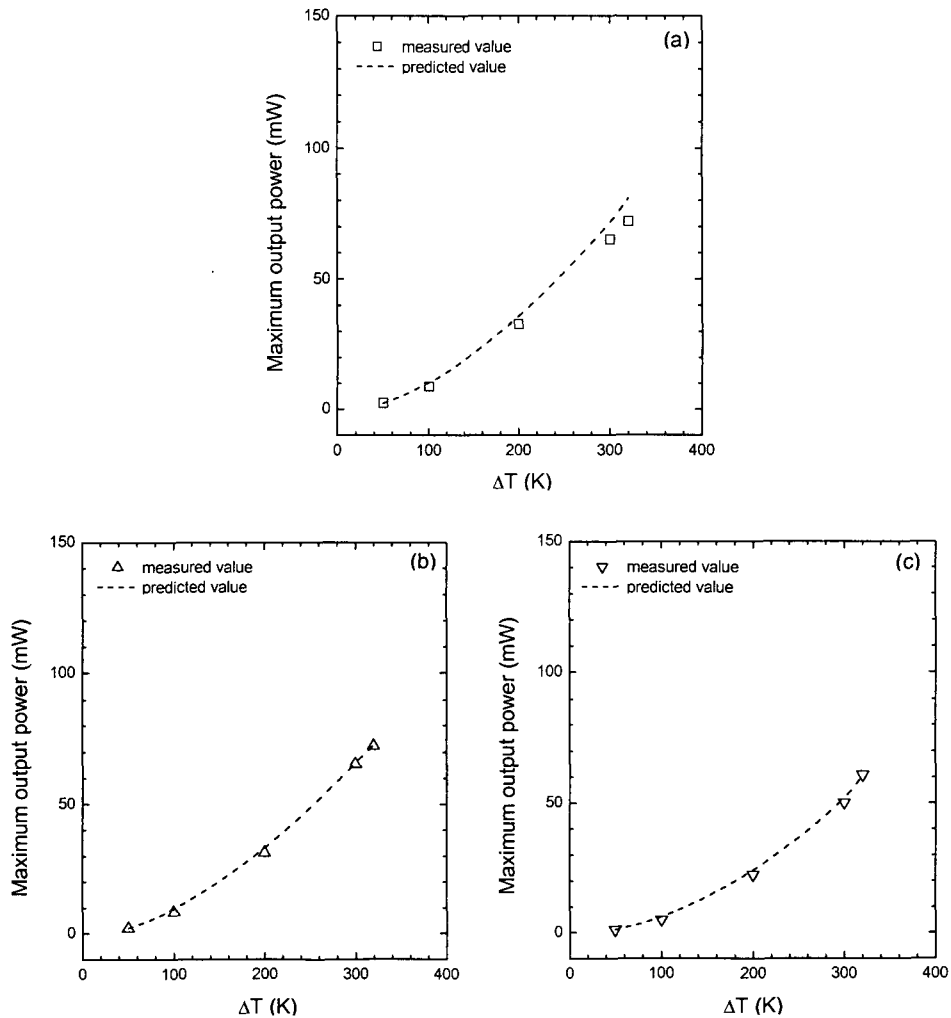 150
(a)
measured value
predicted value
100
50
0
Maximum output power (mW)
0 100 200 300 400
ΔT (K)
150
(b)
measured value
predicted value
100
50
0
Maximum output power (mW)
0 100 200 300 400
ΔT (K)
150
(c)
measured value
predicted value
100
50
0
Maximum output power (mW)
0 100 200 300 400
ΔT (K)